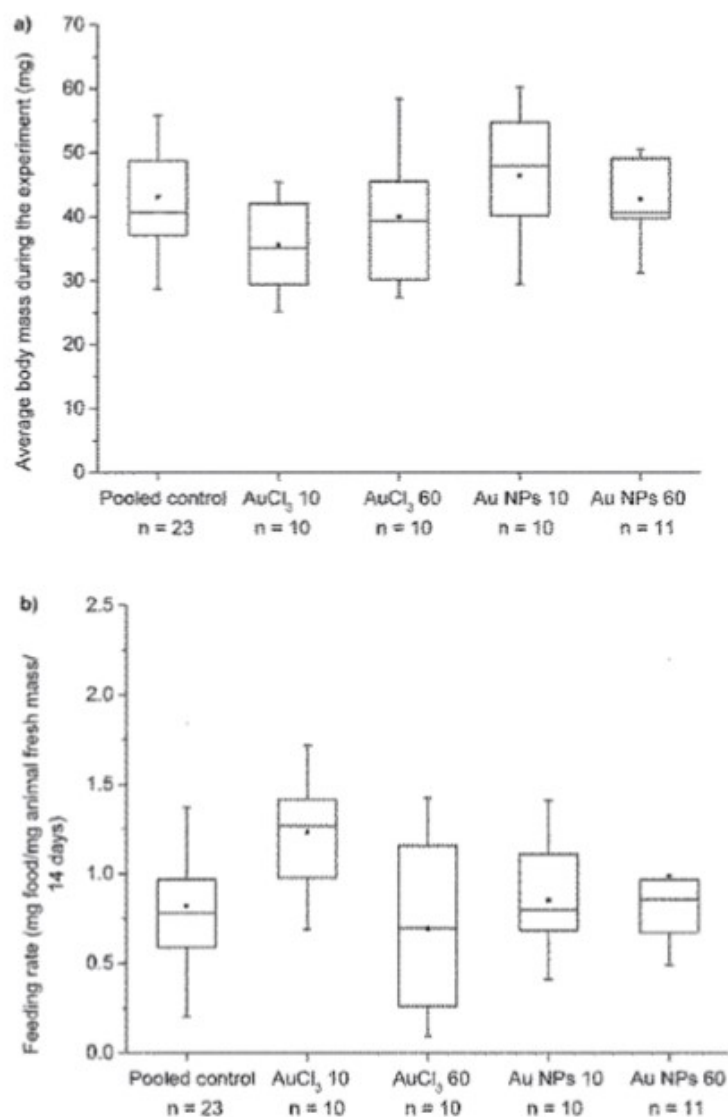 a)
Average body mass during the experiment (mg)
70
60
50
40
30
20
10
0
Pooled control AuCl₃ 10 AuCl₃ 60 Au NPs 10 Au NPs 60
n = 23 n = 10 n = 10 n = 10 n = 11
b)
Feeding rate (mg food/mg animal fresh mass/
14 days)
2.5
2.0
1.5
1.0
0.5
0.0
Pooled control AuCl₃ 10 AuCl₃ 60 Au NPs 10 Au NPs 60
n = 23 n = 10 n = 10 n = 10 n = 11